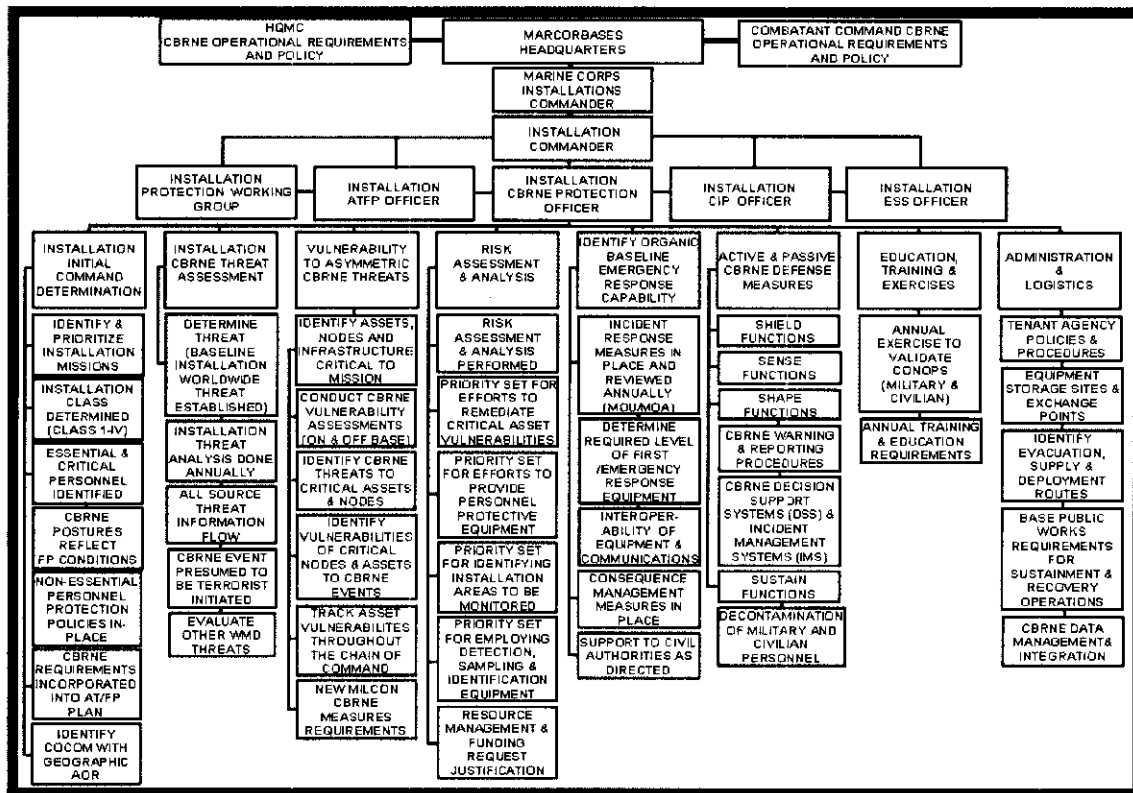 HQMC
CBRNE OPERATIONAL REQUIREMENTS
AND POLICY
MARCORBASES
HEADQUARTERS
COMBATANT COMMAND CBRNE
OPERATIONAL REQUIREMENTS
AND POLICY
MARINE CORPS
INSTALLATIONS
COMMANDER
INSTALLATION
COMMANDER
INSTALLATION
PROTECTION WORKING
GROUP
INSTALLATION
ATFP OFFICER
INSTALLATION
CBRNE PROTECTION
OFFICER
INSTALLATION
CIP OFFICER
INSTALLATION
ESS OFFICER
INSTALLATION
INITIAL
COMMAND
DETERMINATION
IDENTIFY &
PRIORITIZE
INSTALLATION
MISSIONS
INSTALLATION
CLASS
DETERMINED
(CLASS 1-IV)
ESSENTIAL &
CRITICAL
PERSONNEL
IDENTIFIED
CBRNE
POSTURES
REFLECT
FP CONDITIONS
NON-ESSENTIAL
PERSONNEL
PROTECTION
POLICIES IN-
PLACE
CBRNE
REQUIREMENTS
INCORPORATED
INTO AT/FP
PLAN
IDENTIFY
COCOM WITH
GEOGRAPHIC
AOR
INSTALLATION
CBRNE THREAT
ASSESSMENT
DETERMINE
THREAT
(BASELINE
INSTALLATION
WORLDWIDE
THREAT
ESTABLISHED)
INSTALLATION
THREAT
ANALYSIS DONE
ANNUALLY
ALL SOURCE
THREAT
INFORMATION
FLOW
CBRNE EVENT
PRESUMED TO
BE TERRORIST
INITIATED
EVALUATE
OTHER WMD
THREATS
VULNERABILITY
TO ASYMMETRIC
CBRNE THREATS
IDENTIFY ASSETS,
NODES AND
INFRASTRUCTURE
CRITICAL TO
MISSION
CONDUCT CBRNE
VULNERABILITY
ASSESSMENTS
(ON & OFF BASE)
IDENTIFY CBRNE
THREATS TO
CRITICAL ASSETS
& NODES
IDENTIFY
VULNERABILITIES
OF CRITICAL
NODES & ASSETS
TO CBRNE
EVENTS
TRACK ASSET
VULNERABILITES
THROUGHOUT
THE CHAIN OF
COMMAND
NEW MILCON
CBRNE
MEASURES
REQUIREMENTS
RISK
ASSESSMENT
& ANALYSIS
RISK
ASSESSMENT
& ANALYSIS
PERFORMED
PRIORITY SET FOR
EFFORTS TO
REMEDIATE
CRITICAL ASSET
VULNERABILITIES
PRIORITY SET
FOR EFFORTS TO
PROVIDE
PERSONNEL
PROTECTIVE
EQUIPMENT
PRIORITY SET
FOR IDENTIFYING
INSTALLATION
AREAS TO BE
MONITORED
PRIORITY SET
FOR EMPLOYING
DETECTION,
SAMPLING &
IDENTIFICATION
EQUIPMENT
RESOURCE
MANAGEMENT &
FUNDING
REQUEST
JUSTIFICATION
IDENTIFY ORGANIC
BASELINE
EMERGENCY
RESPONSE
CAPABILITY
INCIDENT
RESPONSE
MEASURES IN
PLACE AND
REVIEWED
ANNUALLY
(MOU/MOA)
DETERMINE
REQUIRED LEVEL
OF FIRST
/EMERGENCY
RESPONSE
EQUIPMENT
INTEROPER-
ABILITY OF
EQUIPMENT &
COMMUNICATIONS
CONSEQUENCE
MANAGEMENT
MEASURES IN
PLACE
SUPPORT TO CIVIL
AUTHORITIES AS
DIRECTED
ACTIVE & PASSIVE
CBRNE DEFENSE
MEASURES
SHIELD
FUNCTIONS
SENSE
FUNCTIONS
SHAPE
FUNCTIONS
CBRNE WARNING
& REPORTING
PROCEDURES
CBRNE DECISION
SUPPORT
SYSTEMS (DSS) &
INCIDENT
MANAGEMENT
SYSTEMS (IMS)
SUSTAIN
FUNCTIONS
DECONTAMINATION
OF MILITARY AND
CIVILIAN
PERSONNEL
EDUCATION,
TRAINING &
EXERCISES
ANNUAL
EXERCISE TO
VALIDATE
CONOPS
(MILITARY &
CIVILIAN)
ANNUAL TRAINING
& EDUCATION
REQUIREMENTS
ADMINISTRATION
&
LOGISTICS
TENANT AGENCY
POLICIES &
PROCEDURES
EQUIPMENT
STORAGE SITES &
EXCHANGE
POINTS
IDENTIFY
EVACUATION,
SUPPLY &
DEPLOYMENT
ROUTES
BASE PUBLIC
WORKS
REQUIREMENTS
FOR
SUSTAINMENT &
RECOVERY
OPERATIONS
CBRNE DATA
MANAGEMENT &
INTEGRATION